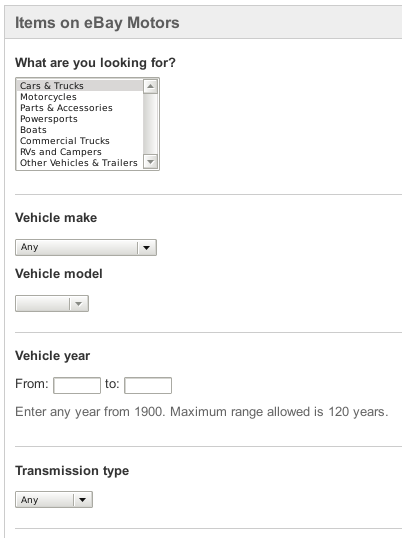 Items on eBay Motors
What are you looking for?
Cars & Trucks
Motorcycles
Parts & Accessories
Powersports
Boats
Commercial Trucks
RVs and Campers
Other Vehicles & Trailers
Vehicle make
Any
Vehicle model
Vehicle year
From: to:
Enter any year from 1900. Maximum range allowed is 120 years.
Transmission type
Any